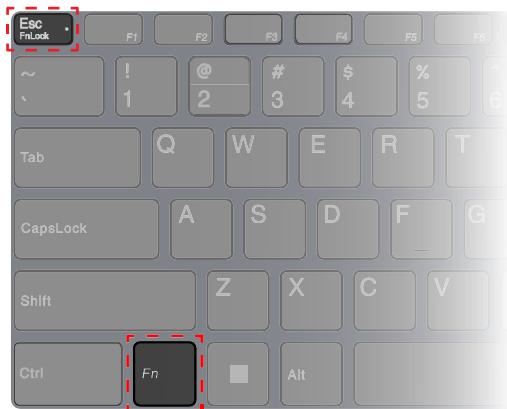 Esc
FnLock
F1 F2 F3 F4 F5 F6
~ ! @ # $ % ^
` 1 2 3 4 5 6
Tab Q W E R T
CapsLock A S D F G
Shift Z X C V
Ctrl Fn Alt